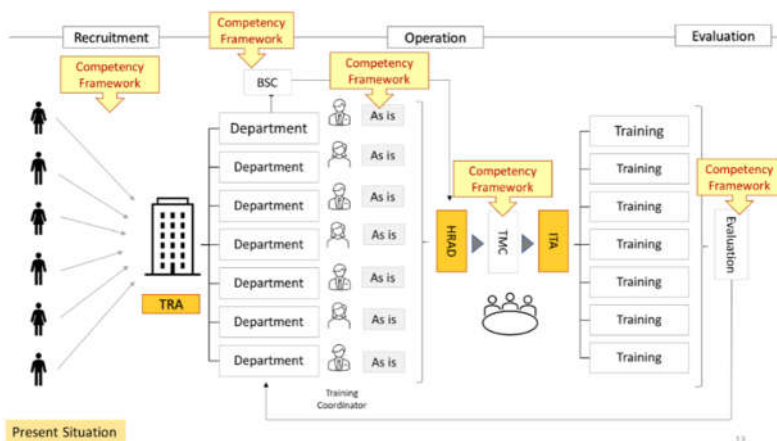 Recruitment
Competency
Framework
Operation
Evaluation
Competency
Framework
BSC
Competency
Framework
Department
As is
Training
Department
As is
Training
Department
As is
Training
Department
As is
Training
Department
As is
Training
Department
As is
Training
Department
As is
Training
TRA
HRAD
Competency
Framework
TMC
ITA
Competency
Framework
Evaluation
Training
Coordinator
Present Situation
13